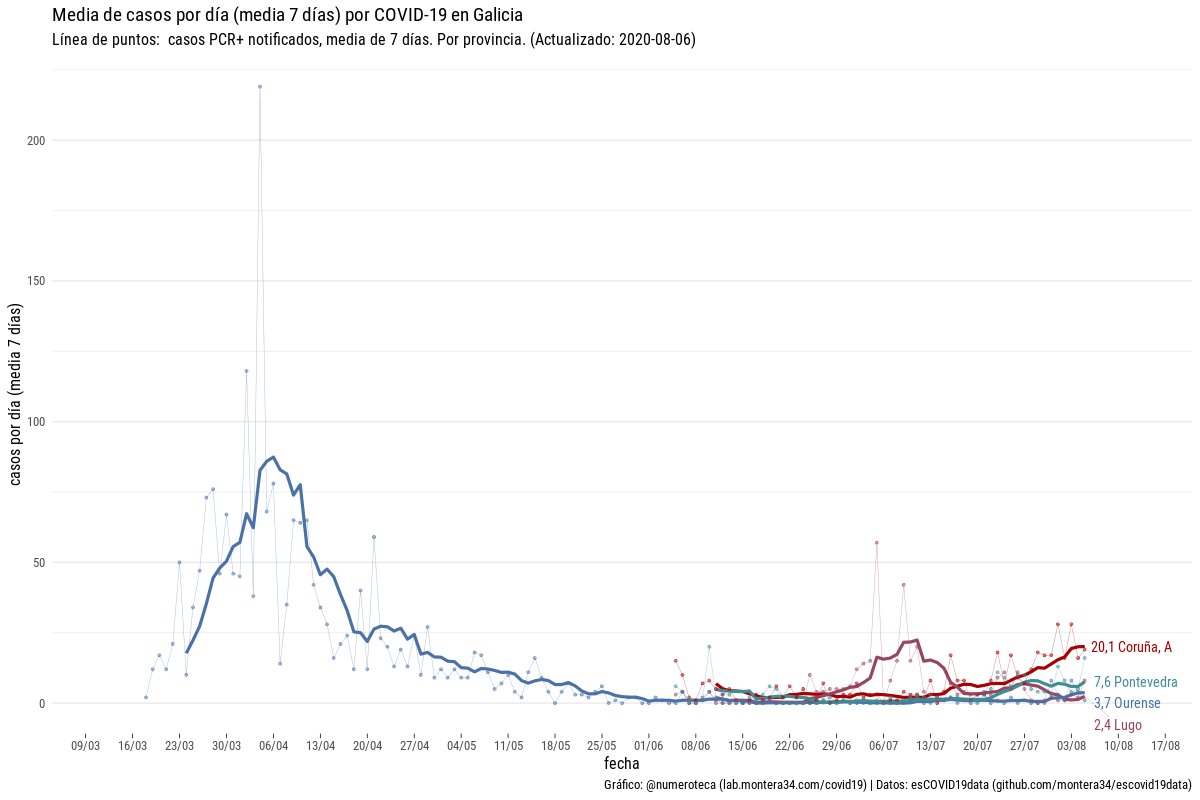 Media de casos por día (media 7 días) por COVID-19 en Galicia
Línea de puntos:  casos PCR+ notificados, media de 7 días. Por provincia. (Actualizado: 2020-08-06)
casos por día (media 7 días)
200
150
100
50
0
20,1 Coruña, A
7,6 Pontevedra
3,7 Ourense
2,4 Lugo
09/03 16/03 23/03 30/03 06/04 13/04 20/04 27/04 04/05 11/05 18/05 25/05 01/06 08/06 15/06 22/06 29/06 06/07 13/07 20/07 27/07 03/08 10/08 17/08
fecha
Gráfico: @numeroteca (lab.montera34.com/covid19) | Datos: esCOVID19data (github.com/montera34/escovid19data)